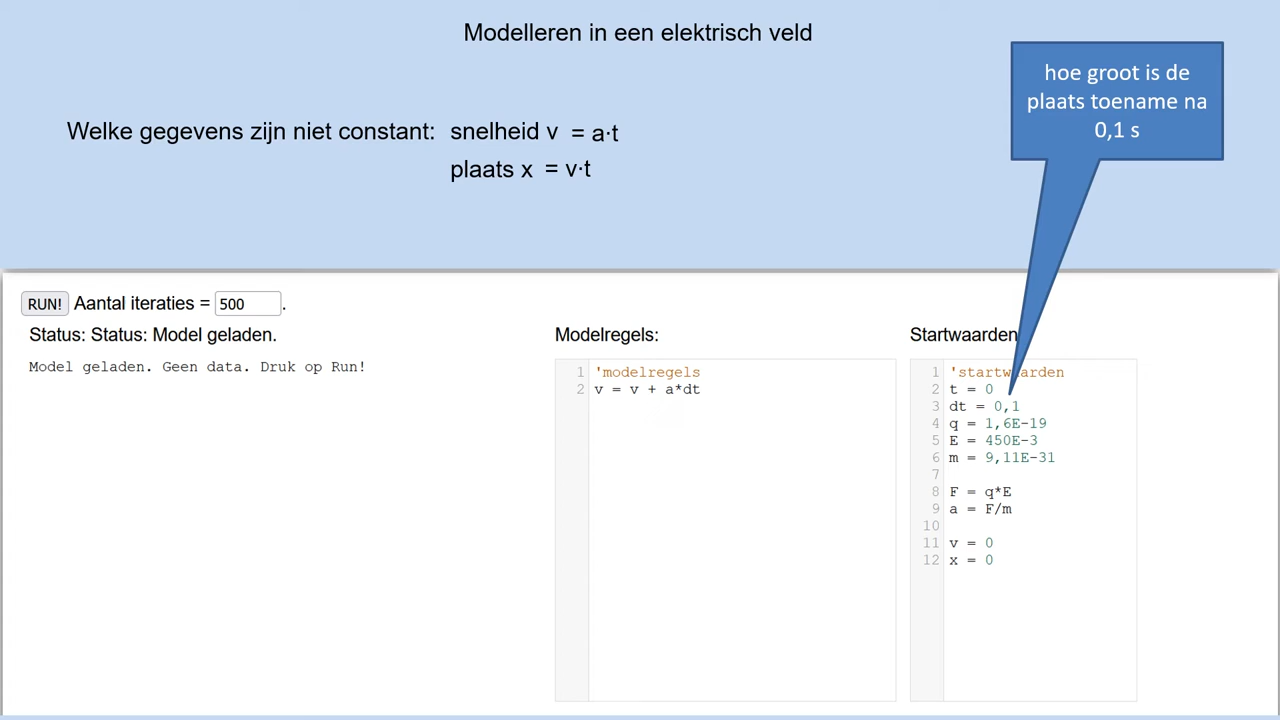 Modelleren in een elektrisch veld
hoe groot is de
plaats toename na
0,1 s
Welke gegevens zijn niet constant: snelheid v = a·t
plaats x = v·t
RUN! Aantal iteraties = 500 .
Status: Status: Model geladen.
Model geladen. Geen data. Druk op Run!
Modelregels:
1 'modelregels
2 v = v + a*dt
Startwaarden
1 'startwaarden
2 t = 0
3 dt = 0,1
4 q = 1,6E-19
5 E = 450E-3
6 m = 9,11E-31
7
8 F = q*E
9 a = F/m
10
11 v = 0
12 x = 0